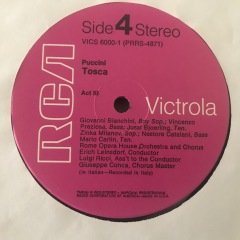 Side 4 Stereo
VICS 6000-1 (PRRS-4871)
Puccini
Tosca
Act III
RCA
Victrola
Giovanni Bianchini, Boy Sop.; Vincenzo
Preziosa, Bass; Jussi Bjoerling, Ten.
Zinka Milanov, Sop.; Nestore Catalani, Bass
Mario Carlin, Ten.
Rome Opera House Orchestra and Chorus
Erich Leinsdorf, Conductor
Luigi Ricci, Ass't to the Conductor
Giuseppe Conca, Chorus Master
(in Italian—Recorded in Italy)